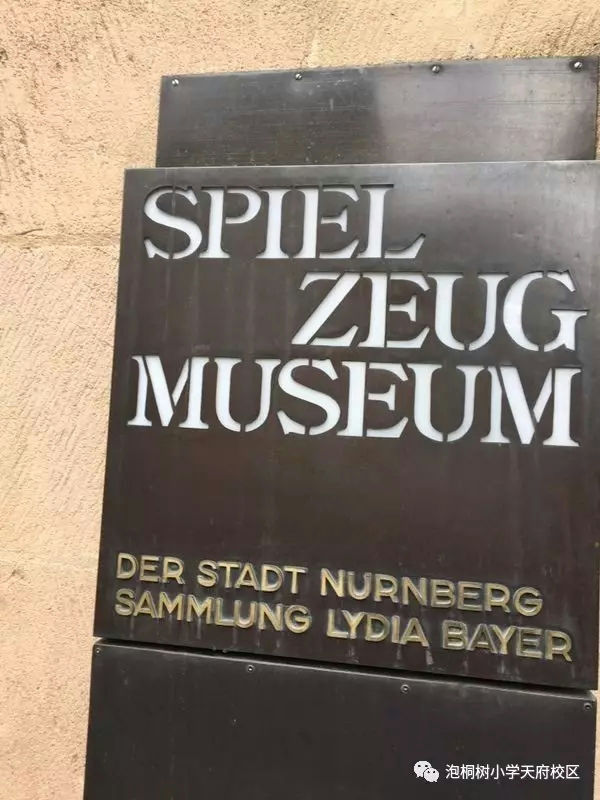 SPIEL
ZEUG
MUSEUM
DER STADT NURNBERG
SAMMLUNG LYDIA BAYER
泡桐树小学天府校区